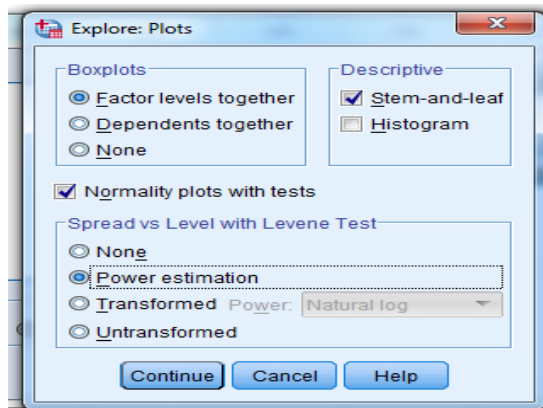 Explore: Plots
Boxplots
Factor levels together
Dependents together
None
Descriptive
Stem-and-leaf
Histogram
Normality plots with tests
Spread vs Level with Levene Test
None
Power estimation
Transformed Power: Natural log
Untransformed
Continue Cancel Help